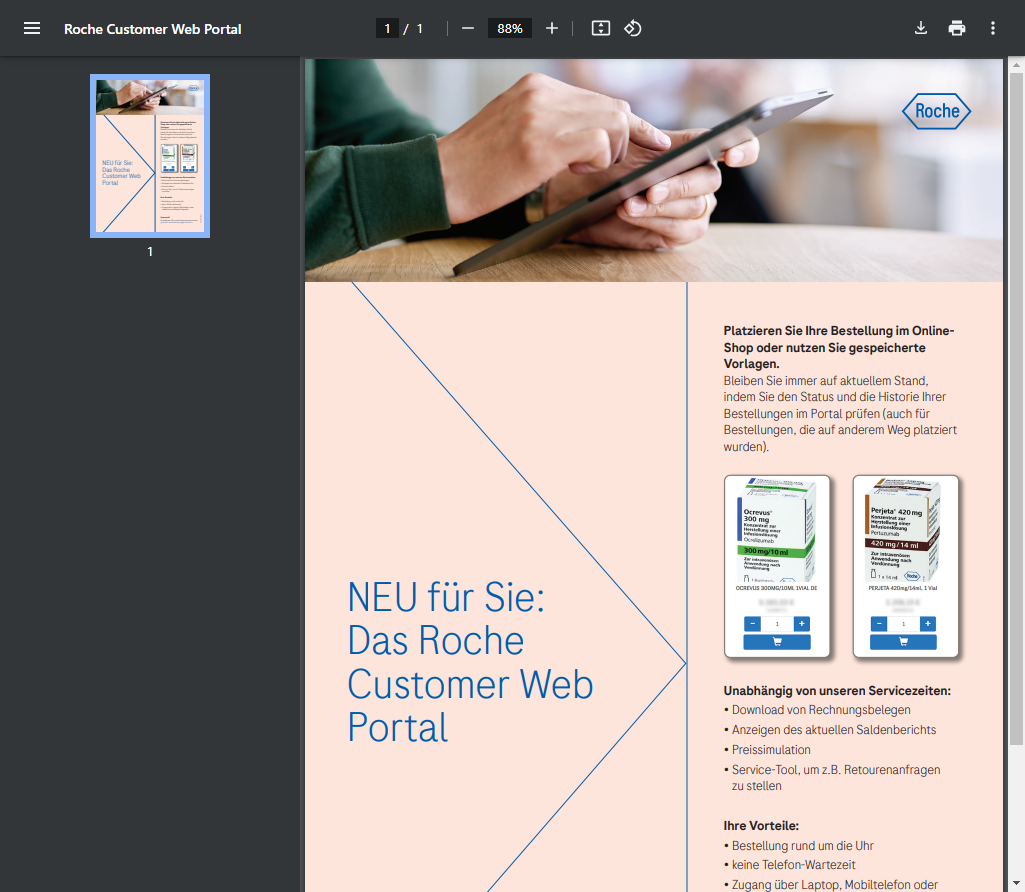 Roche Customer Web Portal
1 / 1
88%
1
Roche
NEU für Sie:
Das Roche
Customer Web
Portal
Platzieren Sie Ihre Bestellung im Online-
Shop oder nutzen Sie gespeicherte
Vorlagen.
Bleiben Sie immer auf aktuellem Stand,
indem Sie den Status und die Historie Ihrer
Bestellungen im Portal prüfen (auch für
Bestellungen, die auf anderem Weg platziert
wurden).
Ocrevus®
300 mg
Konzentrat zur
Herstellung einer
Infusionslösung
Ocrelizumab
300 mg/10 ml
Zur intravenösen
Anwendung nach
Verdünnung
OCREVUS 300MG/10ML 1VIAL DE
1
Perjeta® 420 mg
Konzentrat zur
Herstellung einer
Infusionslösung
Pertuzumab
420 mg/14 ml
Zur intravenösen
Anwendung nach
Verdünnung
1 x 14 ml
Roche
PERJETA 420mg/14ml, 1 Vial
1
Unabhängig von unseren Servicezeiten:
• Download von Rechnungsbelegen
• Anzeigen des aktuellen Saldenberichts
• Preissimulation
• Service-Tool, um z.B. Retourenanfragen
zu stellen
Ihre Vorteile:
• Bestellung rund um die Uhr
• keine Telefon-Wartezeit
• Zugang über Laptop, Mobiltelefon oder